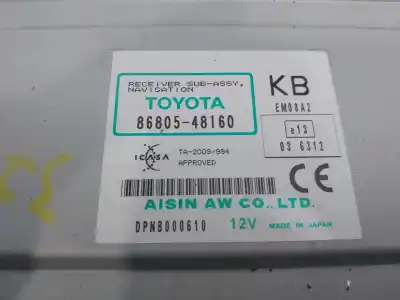 RECEIVER SUB-ASSY,
NAVIGATION
KB
TOYOTA
EM08A2
86805-48160
e13
03 6312
ICASA
TA-2009/984
APPROVED
CE
AISIN AW CO., LTD.
DPNB000610 12V MADE IN JAPAN